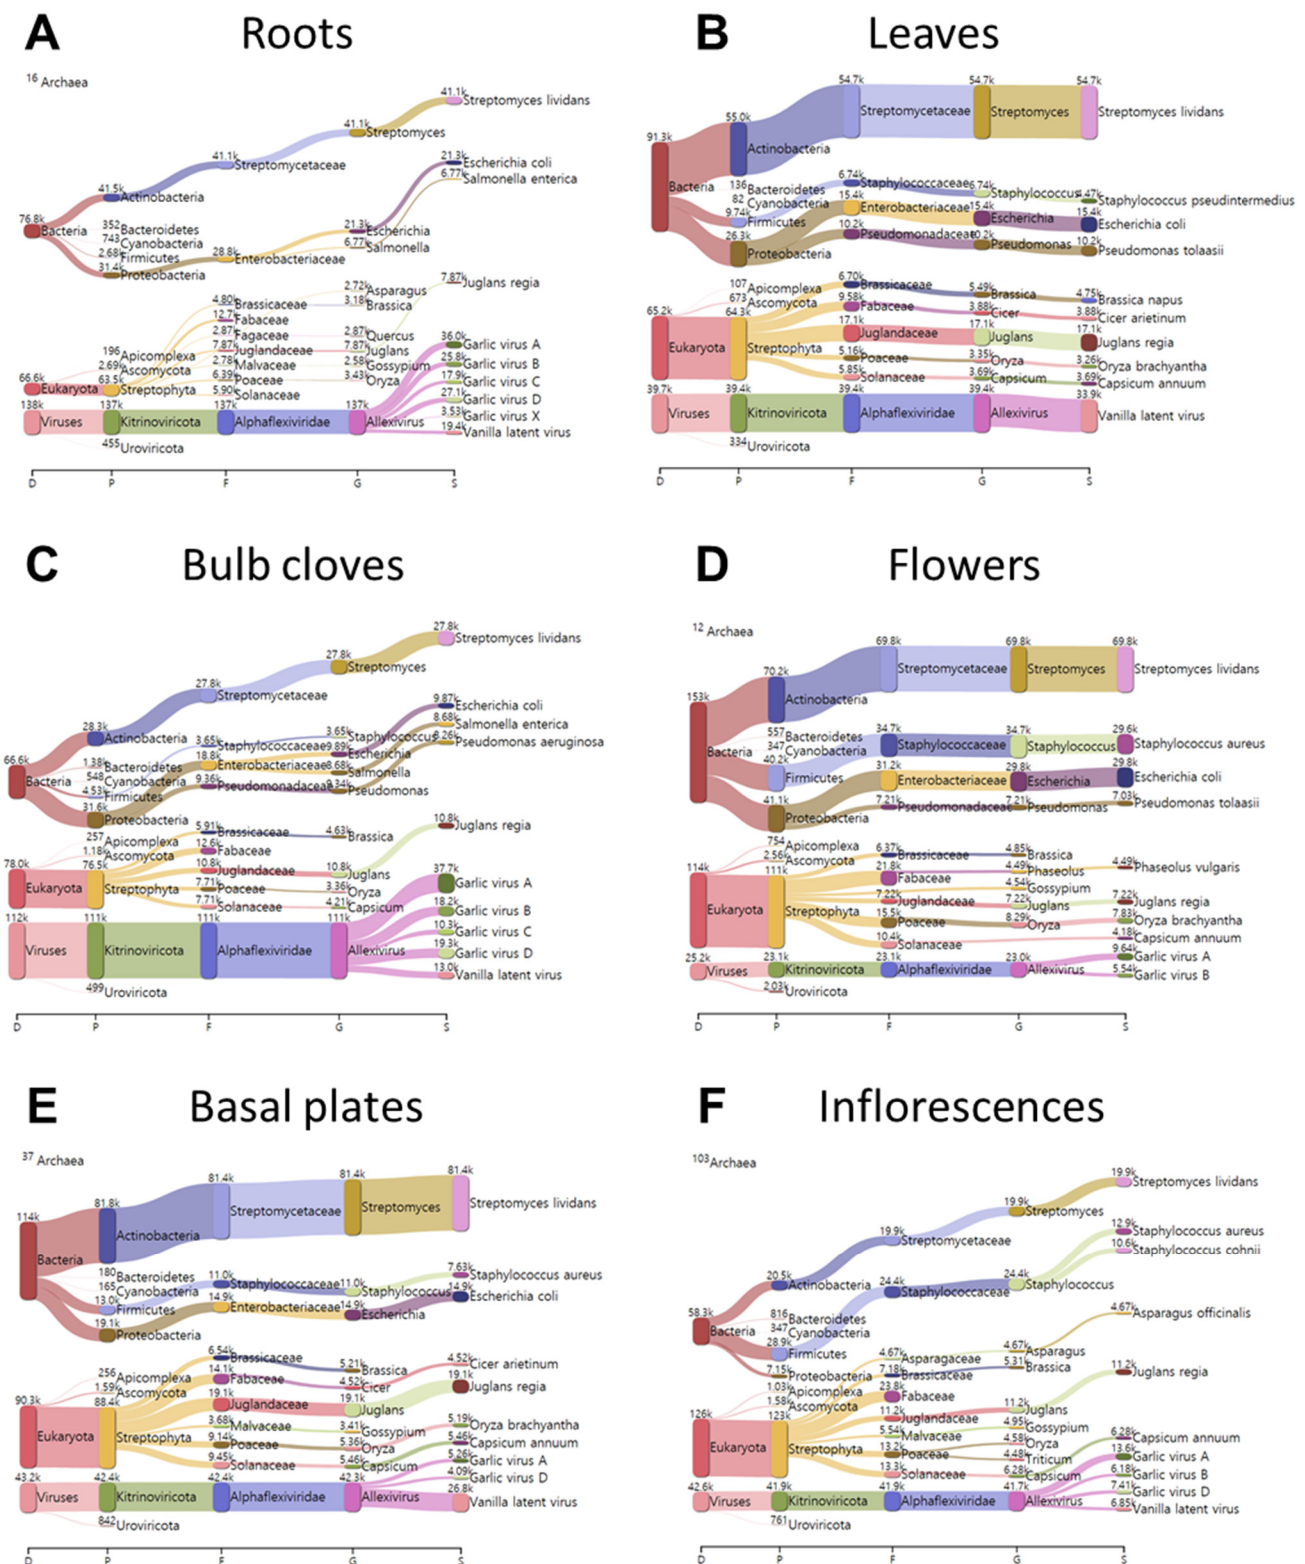 A Roots
16 Archaea
41.1k Streptomyces lividans
41.1k Streptomyces
41.1k Streptomycetaceae
21.3k Escherichia coli
6.77k Salmonella enterica
41.5k Actinobacteria
76.8k Bacteria
352 Bacteroidetes
743 Cyanobacteria
2.68k Firmicutes
31.4k Proteobacteria
28.8k Enterobacteriaceae
21.3k Escherichia
6.77k Salmonella
7.87k Juglans regia
2.72k Asparagus
3.18k Brassica
4.80k Brassicaceae
12.7k Fabaceae
2.87k Fagaceae
2.87k Quercus
7.87k Juglandaceae
7.87k Juglans
2.78k Malvaceae
2.58k Gossypium
6.39k Poaceae
3.43k Oryza
5.90k Solanaceae
196 Apicomplexa
2.69k Ascomycota
66.6k Eukaryota
63.5k Streptophyta
36.0k Garlic virus A
25.8k Garlic virus B
17.9k Garlic virus C
27.1k Garlic virus D
3.53k Garlic virus X
19.4k Vanilla latent virus
138k Viruses
137k Kitrinoviricota
137k Alphaflexiviridae
137k Allexivirus
455 Uroviricota
D P F G S
B Leaves
54.7k Streptomycetaceae
54.7k Streptomyces
54.7k Streptomyces lividans
55.0k Actinobacteria
91.3k Bacteria
136 Bacteroidetes
82 Cyanobacteria
9.74k Firmicutes
26.3k Proteobacteria
6.74k Staphylococcaceae
6.74k Staphylococcus
4.47k Staphylococcus pseudintermedius
15.4k Enterobacteriaceae
15.4k Escherichia
15.4k Escherichia coli
10.2k Pseudomonadaceae
10.2k Pseudomonas
10.2k Pseudomonas tolaasii
107 Apicomplexa
673 Ascomycota
65.2k Eukaryota
64.3k Streptophyta
6.70k Brassicaceae
5.49k Brassica
4.75k Brassica napus
9.58k Fabaceae
3.88k Cicer
3.88k Cicer arietinum
17.1k Juglandaceae
17.1k Juglans
17.1k Juglans regia
5.16k Poaceae
3.35k Oryza
3.26k Oryza brachyantha
5.85k Solanaceae
3.69k Capsicum
3.69k Capsicum annuum
39.7k Viruses
39.4k Kitrinoviricota
39.4k Alphaflexiviridae
39.4k Allexivirus
33.9k Vanilla latent virus
334 Uroviricota
D P F G S
C Bulb cloves
27.8k Streptomyces lividans
27.8k Streptomyces
27.8k Streptomycetaceae
28.3k Actinobacteria
66.6k Bacteria
1.38k Bacteroidetes
548 Cyanobacteria
4.53k Firmicutes
31.6k Proteobacteria
3.65k Staphylococcaceae
3.65k Staphylococcus
18.8k Enterobacteriaceae
9.89k Escherichia
8.68k Salmonella
9.36k Pseudomonadaceae
9.34k Pseudomonas
9.87k Escherichia coli
8.68k Salmonella enterica
8.26k Pseudomonas aeruginosa
257 Apicomplexa
1.18k Ascomycota
78.0k Eukaryota
76.5k Streptophyta
5.91k Brassicaceae
4.63k Brassica
12.6k Fabaceae
10.8k Juglandaceae
10.8k Juglans
10.8k Juglans regia
7.71k Poaceae
3.36k Oryza
7.71k Solanaceae
4.21k Capsicum
37.7k Garlic virus A
18.2k Garlic virus B
10.3k Garlic virus C
19.3k Garlic virus D
13.0k Vanilla latent virus
112k Viruses
111k Kitrinoviricota
111k Alphaflexiviridae
111k Allexivirus
499 Uroviricota
D P F G S
D Flowers
12 Archaea
69.8k Streptomycetaceae
69.8k Streptomyces
69.8k Streptomyces lividans
70.2k Actinobacteria
153k Bacteria
557 Bacteroidetes
347 Cyanobacteria
40.2k Firmicutes
41.1k Proteobacteria
34.7k Staphylococcaceae
34.7k Staphylococcus
29.6k Staphylococcus aureus
31.2k Enterobacteriaceae
29.8k Escherichia
29.8k Escherichia coli
7.21k Pseudomonadaceae
7.21k Pseudomonas
7.03k Pseudomonas tolaasii
754 Apicomplexa
2.56k Ascomycota
114k Eukaryota
111k Streptophyta
6.37k Brassicaceae
4.85k Brassica
21.8k Fabaceae
4.49k Phaseolus
4.49k Phaseolus vulgaris
4.54k Gossypium
7.22k Juglandaceae
7.22k Juglans
7.22k Juglans regia
15.5k Poaceae
8.29k Oryza
7.83k Oryza brachyantha
10.4k Solanaceae
4.18k Capsicum annuum
9.64k Garlic virus A
5.54k Garlic virus B
25.2k Viruses
23.1k Kitrinoviricota
23.1k Alphaflexiviridae
23.0k Allexivirus
2.03k Uroviricota
D P F G S
E Basal plates
37 Archaea
81.4k Streptomycetaceae
81.4k Streptomyces
81.4k Streptomyces lividans
81.8k Actinobacteria
114k Bacteria
180 Bacteroidetes
165 Cyanobacteria
13.0k Firmicutes
19.1k Proteobacteria
11.0k Staphylococcaceae
11.0k Staphylococcus
7.63k Staphylococcus aureus
14.9k Enterobacteriaceae
14.9k Escherichia
14.9k Escherichia coli
256 Apicomplexa
1.59k Ascomycota
90.3k Eukaryota
88.4k Streptophyta
6.54k Brassicaceae
5.21k Brassica
14.1k Fabaceae
4.52k Cicer
4.52k Cicer arietinum
19.1k Juglandaceae
19.1k Juglans
19.1k Juglans regia
3.68k Malvaceae
3.41k Gossypium
9.14k Poaceae
5.36k Oryza
5.19k Oryza brachyantha
9.45k Solanaceae
5.46k Capsicum
5.46k Capsicum annuum
5.26k Garlic virus A
4.09k Garlic virus D
26.8k Vanilla latent virus
43.2k Viruses
42.4k Kitrinoviricota
42.4k Alphaflexiviridae
42.3k Allexivirus
842 Uroviricota
D P F G S
F Inflorescences
103 Archaea
19.9k Streptomyces lividans
19.9k Streptomyces
19.9k Streptomycetaceae
12.9k Staphylococcus aureus
10.6k Staphylococcus cohnii
20.5k Actinobacteria
24.4k Staphylococcaceae
24.4k Staphylococcus
58.3k Bacteria
816 Bacteroidetes
347 Cyanobacteria
28.9k Firmicutes
7.15k Proteobacteria
4.67k Asparagaceae
4.67k Asparagus
4.67k Asparagus officinalis
1.03k Apicomplexa
1.58k Ascomycota
126k Eukaryota
123k Streptophyta
7.18k Brassicaceae
5.31k Brassica
23.8k Fabaceae
11.2k Juglandaceae
11.2k Juglans
11.2k Juglans regia
5.54k Malvaceae
4.95k Gossypium
13.2k Poaceae
4.58k Oryza
4.48k Triticum
13.3k Solanaceae
6.28k Capsicum
6.28k Capsicum annuum
13.6k Garlic virus A
6.18k Garlic virus B
7.41k Garlic virus D
6.85k Vanilla latent virus
42.6k Viruses
41.9k Kitrinoviricota
41.9k Alphaflexiviridae
41.7k Allexivirus
761 Uroviricota
D P F G S